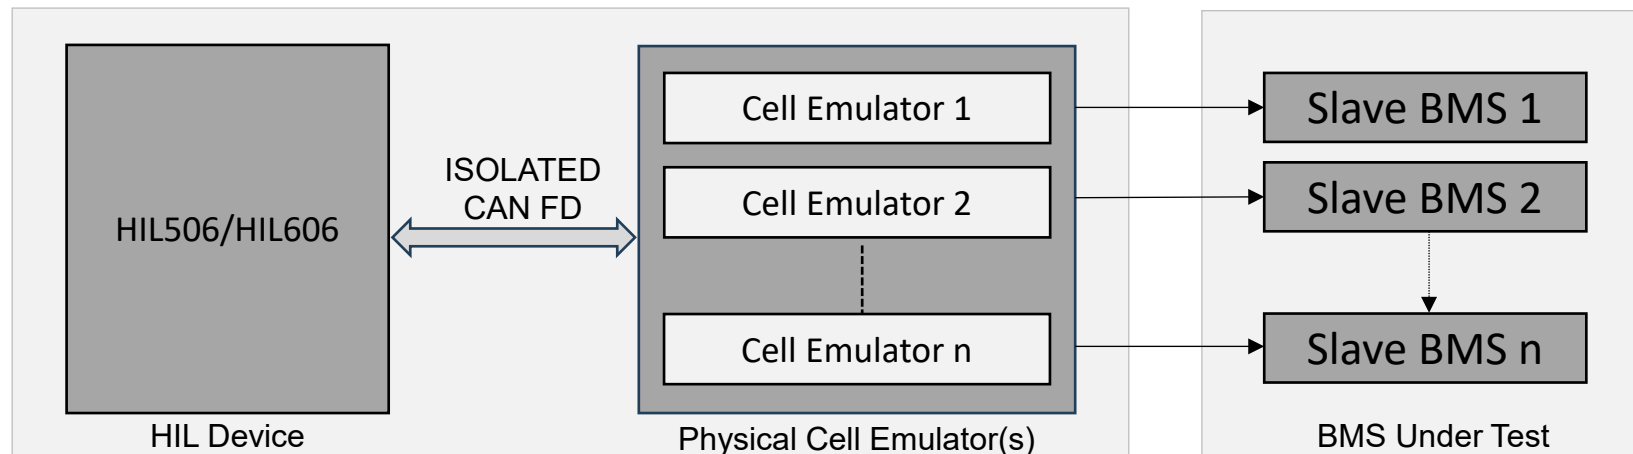 HIL506/HIL606
HIL Device
ISOLATED
CAN FD
Cell Emulator 1
Cell Emulator 2
Cell Emulator n
Physical Cell Emulator(s)
Slave BMS 1
Slave BMS 2
Slave BMS n
BMS Under Test